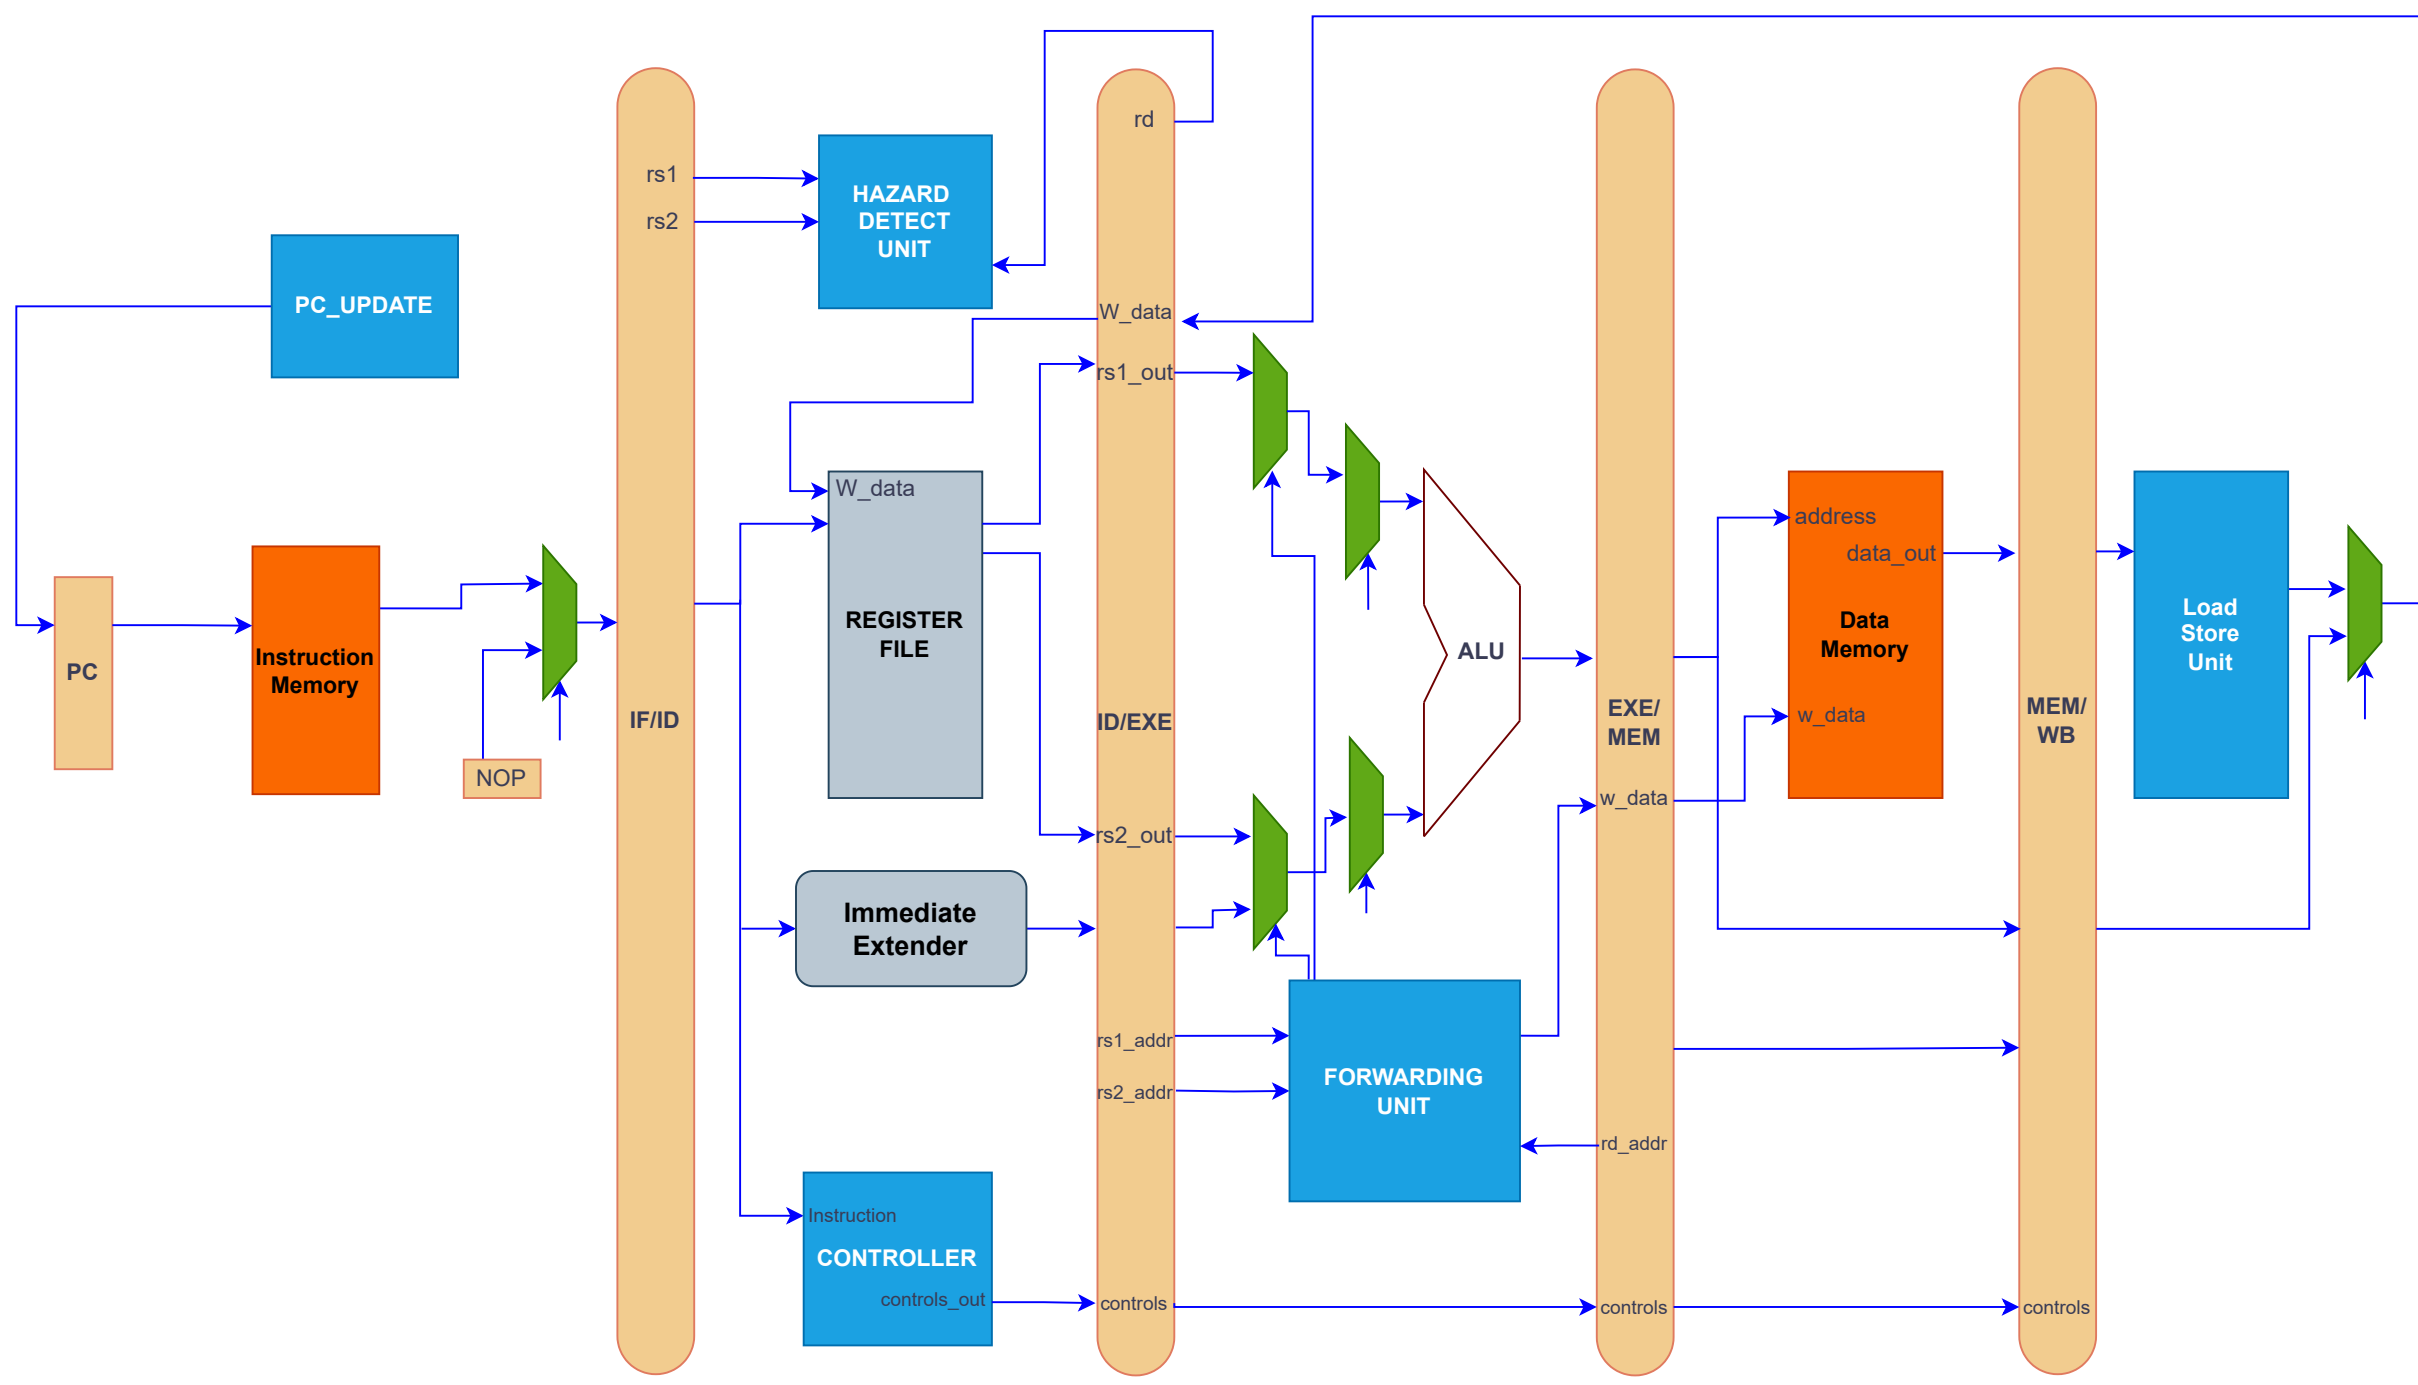 rd
rs1
rs2
HAZARD
DETECT
UNIT
PC_UPDATE
W_data
rs1_out
W_data
REGISTER
FILE
PC
Instruction
Memory
NOP
IF/ID
ID/EXE
ALU
EXE/
MEM
w_data
address
data_out
Data
Memory
w_data
MEM/
WB
Load
Store
Unit
rs2_out
Immediate
Extender
rs1_addr
rs2_addr
FORWARDING
UNIT
rd_addr
Instruction
CONTROLLER
controls_out
controls
controls
controls